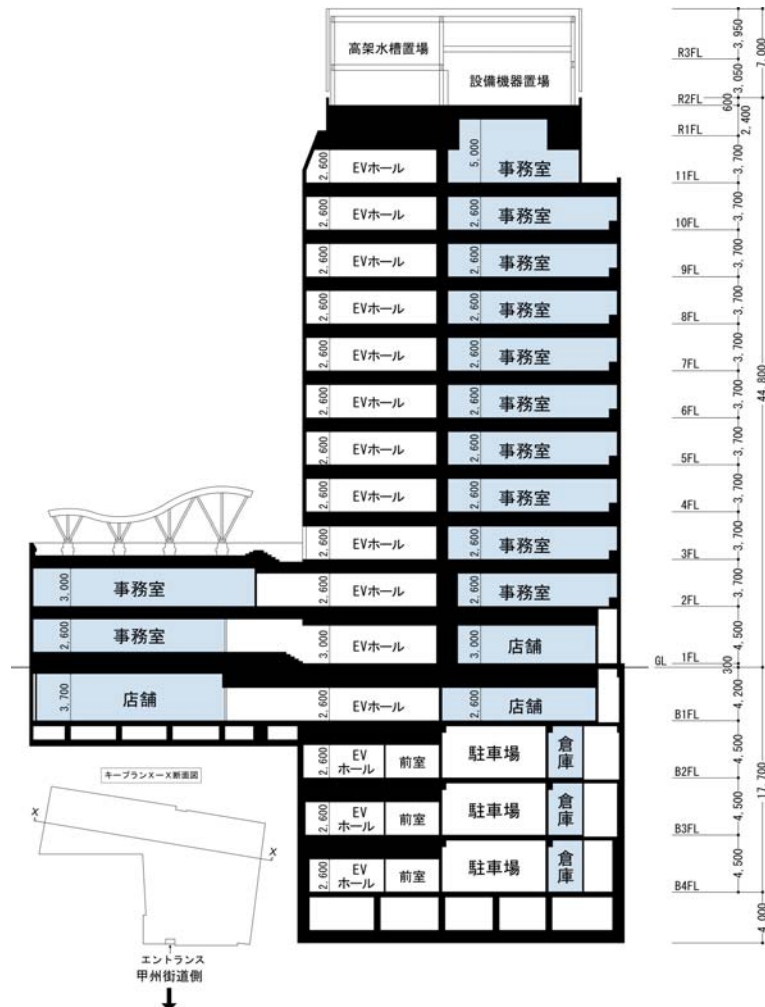 高架水槽置場
設備機器置場
R3FL
3,950
7,000
3,050
R2FL
600
2,400
R1FL
2,600
EVホール
5,000
事務室
11FL
3,700
2,600
EVホール
2,600
事務室
10FL
3,700
2,600
EVホール
2,600
事務室
9FL
3,700
2,600
EVホール
2,600
事務室
8FL
3,700
2,600
EVホール
2,600
事務室
7FL
3,700
44,800
2,600
EVホール
2,600
事務室
6FL
3,700
2,600
EVホール
2,600
事務室
5FL
3,700
2,600
EVホール
2,600
事務室
4FL
3,700
2,600
EVホール
2,600
事務室
3FL
3,700
3,000
事務室
2,600
EVホール
2,600
事務室
2FL
3,700
2,600
事務室
3,000
EVホール
3,000
店舗
4,500
GL
1FL
300
3,700
店舗
2,600
EVホール
2,600
店舗
B1FL
4,200
2,600
EV
ホール
前室
駐車場
倉庫
B2FL
4,500
17,700
2,600
EV
ホール
前室
駐車場
倉庫
B3FL
4,500
2,600
EV
ホール
前室
駐車場
倉庫
B4FL
4,500
4,000
キープランX－X断面図
X
X
エントランス
甲州街道側